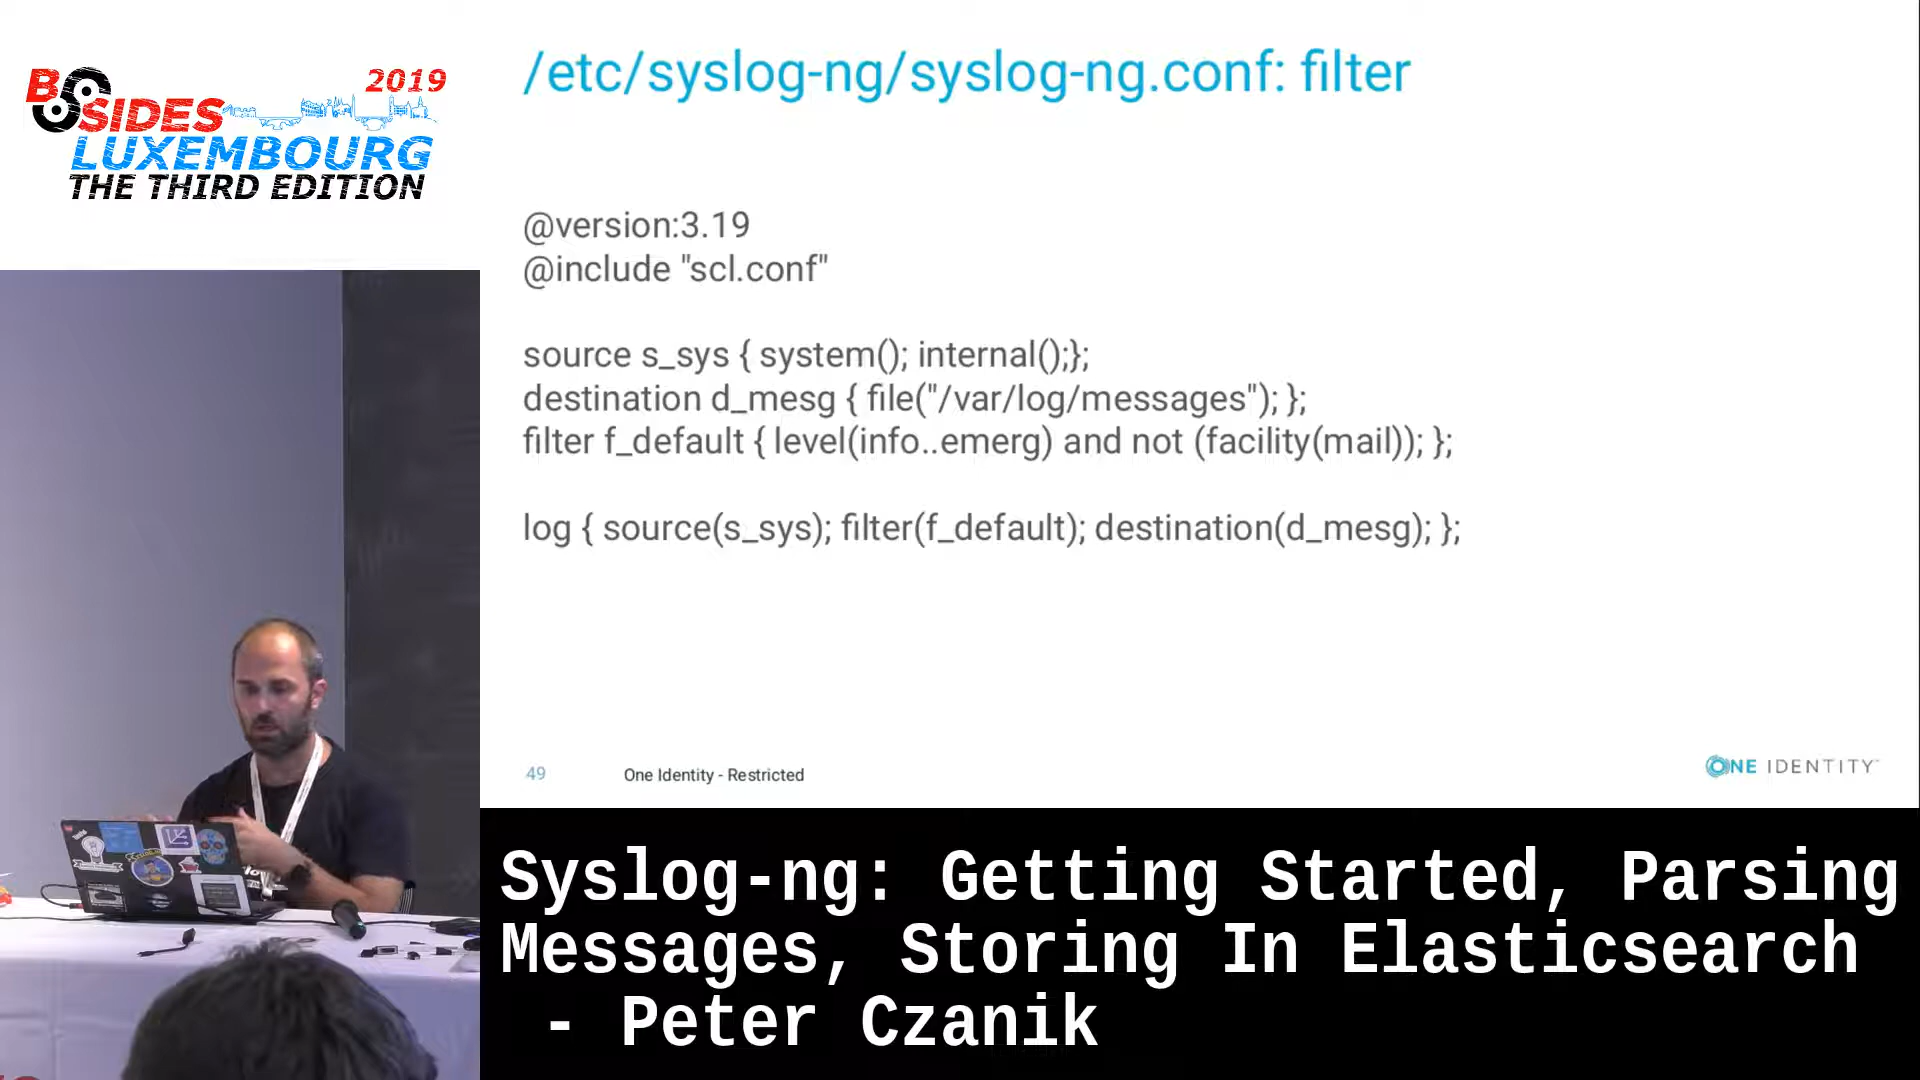 BSIDES
2019
LUXEMBOURG
THE THIRD EDITION
/etc/syslog-ng/syslog-ng.conf: filter
@version:3.19
@include "scl.conf"
source s_sys { system(); internal();};
destination d_mesg { file("/var/log/messages"); };
filter f_default { level(info..emerg) and not (facility(mail)); };
log { source(s_sys); filter(f_default); destination(d_mesg); };
49
One Identity - Restricted
ONE IDENTITY
Syslog-ng: Getting Started, Parsing
Messages, Storing In Elasticsearch
- Peter Czanik